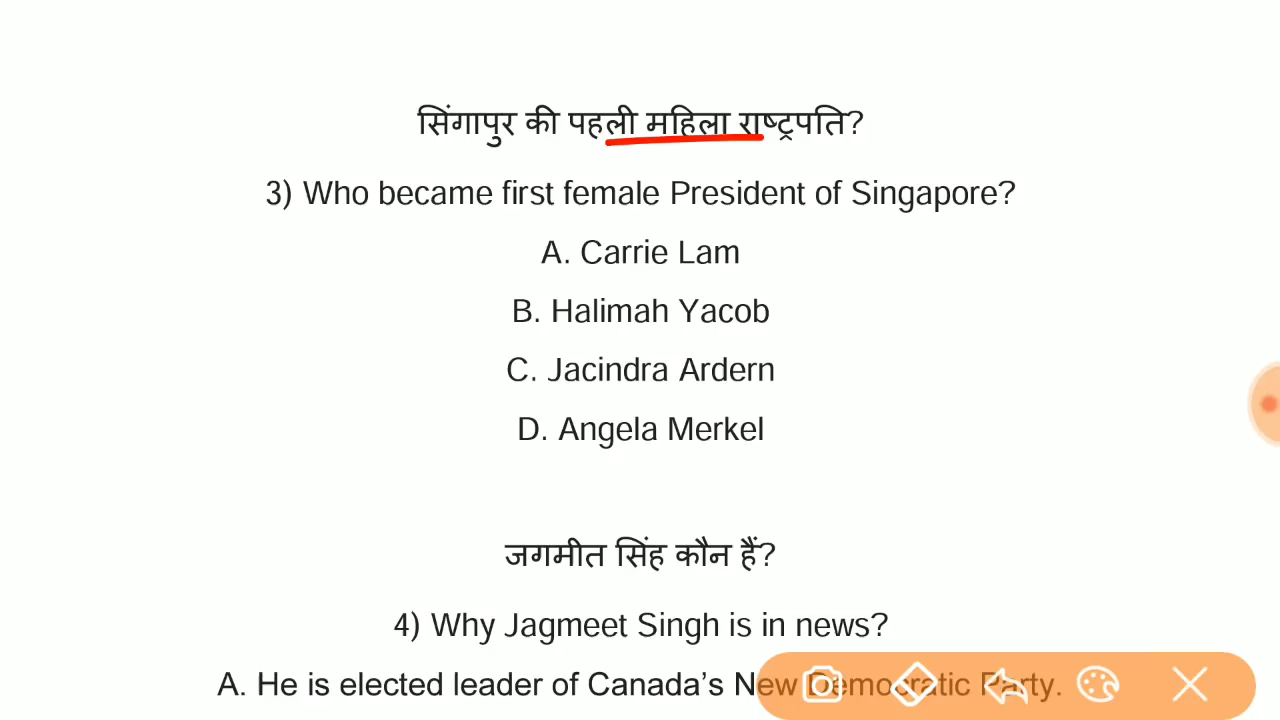 सिंगापुर की पहली महिला राष्ट्रपति?
3) Who became first female President of Singapore?
A. Carrie Lam
B. Halimah Yacob
C. Jacindra Ardern
D. Angela Merkel
जगमीत सिंह कौन हैं?
4) Why Jagmeet Singh is in news?
A. He is elected leader of Canada’s New Democratic Party.